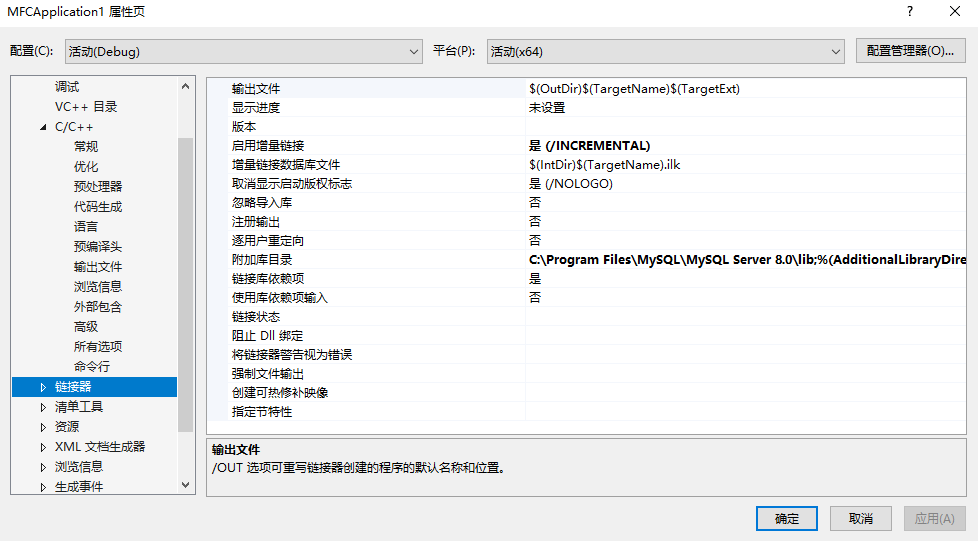 MFCApplication1 属性页
配置(C): 活动(Debug) 平台(P): 活动(x64) 配置管理器(O)...
调试
VC++ 目录
C/C++
常规
优化
预处理器
代码生成
语言
预编译头
输出文件
浏览信息
外部包含
高级
所有选项
命令行
链接器
清单工具
资源
XML 文档生成器
浏览信息
生成事件
输出文件 $(OutDir)$(TargetName)$(TargetExt)
显示进度 未设置
版本
启用增量链接 是 (/INCREMENTAL)
增量链接数据库文件 $(IntDir)$(TargetName).ilk
取消显示启动版权标志 是 (/NOLOGO)
忽略导入库 否
注册输出 否
逐用户重定向 否
附加库目录 C:\Program Files\MySQL\MySQL Server 8.0\lib;%(AdditionalLibraryDire
链接库依赖项 是
使用库依赖项输入 否
链接状态
阻止 Dll 绑定
将链接器警告视为错误
强制文件输出
创建可热修补映像
指定节特性
输出文件
/OUT 选项可重写链接器创建的程序的默认名称和位置。
确定 取消 应用(A)